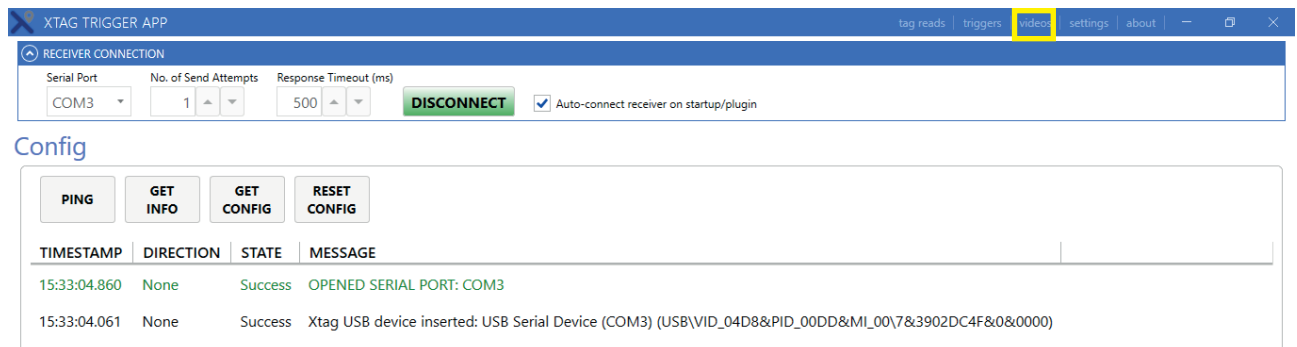 XTAG TRIGGER APP
tag reads | triggers | videos | settings | about |
RECEIVER CONNECTION
Serial Port No. of Send Attempts Response Timeout (ms)
COM3 1 500 DISCONNECT Auto-connect receiver on startup/plugin
Config
PING GET INFO GET CONFIG RESET CONFIG
TIMESTAMP DIRECTION STATE MESSAGE
15:33:04.860 None Success OPENED SERIAL PORT: COM3
15:33:04.061 None Success Xtag USB device inserted: USB Serial Device (COM3) (USB\VID_04D8&PID_00DD&MI_00\7&3902DC4F&0&0000)